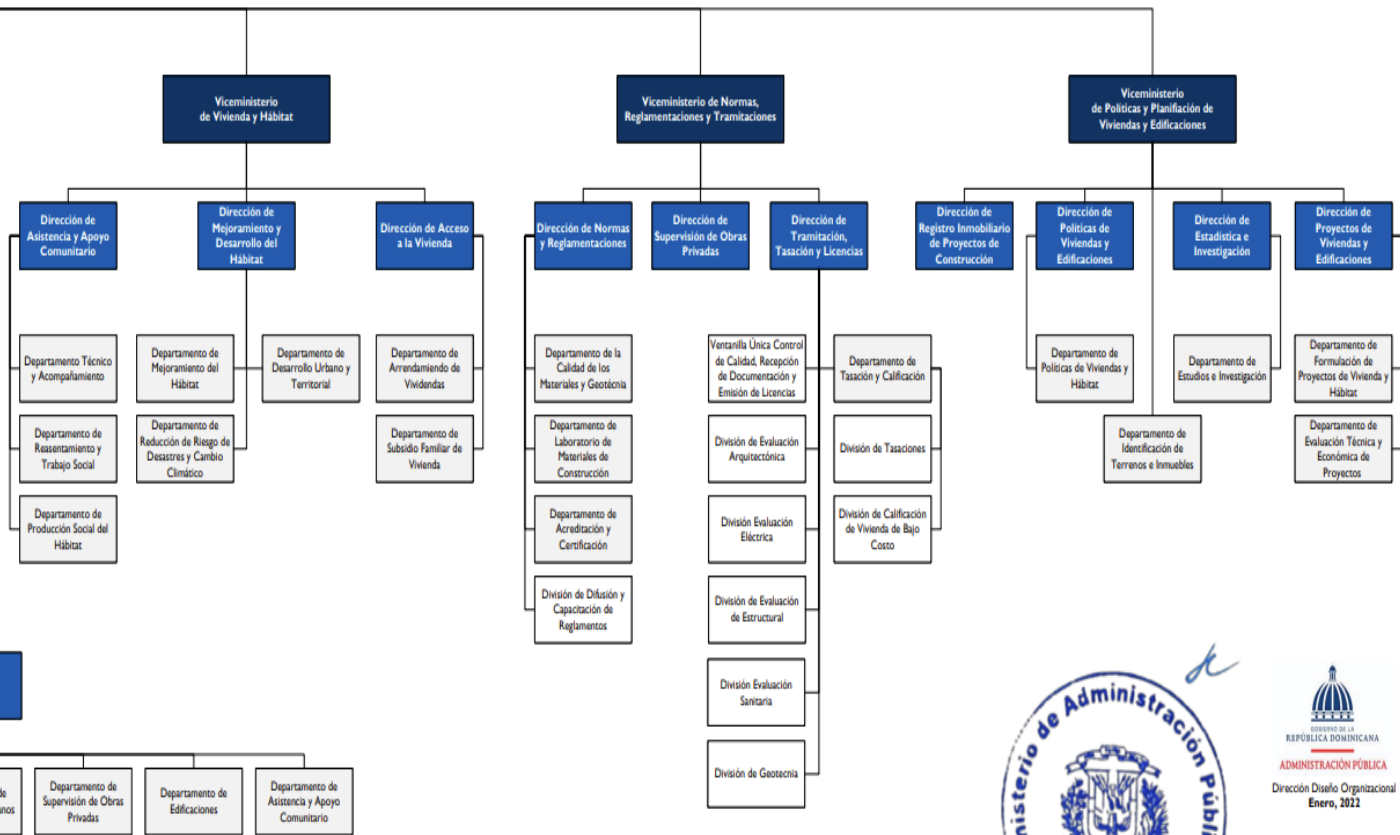 Viceministerio
de Vivienda y Hábitat
Viceministerio de Normas,
Reglamentaciones y Tramitaciones
Viceministerio
de Políticas y Planifiación de
Viviendas y Edificaciones
Dirección de
Asistencia y Apoyo
Comunitario
Dirección de
Mejoramiento y
Desarrollo del
Hábitat
Dirección de Acceso
a la Vivienda
Dirección de Normas
y Reglamentaciones
Dirección de
Supervisión de Obras
Privadas
Dirección de
Tramitación,
Tasación y Licencias
Dirección de
Registro Inmobiliario
de Proyectos de
Construcción
Dirección de
Políticas de
Viviendas y
Edificaciones
Dirección de
Estadística e
Investigación
Dirección de
Proyectos de
Viviendas y
Edificaciones
Departamento Técnico
y Acompañamiento
Departamento de
Mejoramiento del
Hábitat
Departamento de
Desarrollo Urbano y
Territorial
Departamento de
Arrendamiendo de
Vividendas
Departamento de la
Calidad de los
Materiales y Geotécnia
Ventanilla Única Control
de Calidad, Recepción
de Documentación y
Emisión de Licencias
Departamento de
Tasación y Calificación
Departamento de
Políticas de Viviendas y
Hábitat
Departamento de
Estudios e Investigación
Departamento de
Formulación de
Proyectos de Vivienda y
Hábitat
Departamento de
Reasentamiento y
Trabajo Social
Departamento de
Reducción de Riesgo de
Desastres y Cambio
Climático
Departamento de
Subsidio Familiar de
Vivienda
Departamento de
Laboratorio de
Materiales de
Construcción
División de Evaluación
Arquitectónica
División de Tasaciones
Departamento de
Identificación de
Terrenos e Inmuebles
Departamento de
Evaluación Técnica y
Económica de
Proyectos
Departamento de
Producción Social del
Hábitat
Departamento de
Acreditación y
Certificación
División Evaluación
Eléctrica
División de Calificación
de Vivienda de Bajo
Costo
División de Difusión y
Capacitación de
Reglamentos
División de Evaluación
de Estructural
División Evaluación
Sanitaria
División de Geotecnia
Departamento de
Supervisión de Obras
Privadas
Departamento de
Edificaciones
Departamento de
Asistencia y Apoyo
Comunitario
de Administración
GOBIERNO DE LA
REPÚBLICA DOMINICANA
ADMINISTRACIÓN PÚBLICA
Dirección Diseño Organizacional
Enero, 2022